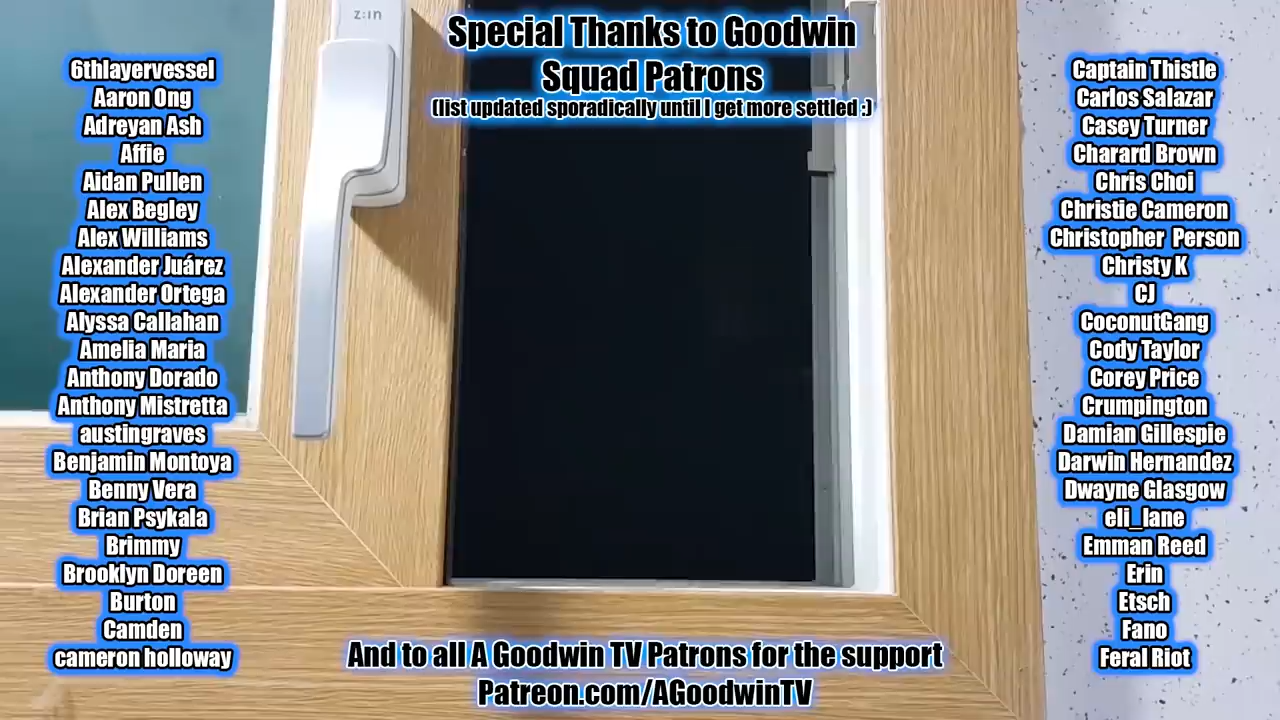 z:in
Special Thanks to Goodwin
Squad Patrons
(list updated sporadically until I get more settled :)
6thlayervessel
Aaron Ong
Adreyan Ash
Affie
Aidan Pullen
Alex Begley
Alex Williams
Alexander Juárez
Alexander Ortega
Alyssa Callahan
Amelia Maria
Anthony Dorado
Anthony Mistretta
austingraves
Benjamin Montoya
Benny Vera
Brian Psykala
Brimmy
Brooklyn Doreen
Burton
Camden
cameron holloway
Captain Thistle
Carlos Salazar
Casey Turner
Charard Brown
Chris Choi
Christie Cameron
Christopher Person
Christy K
CJ
CoconutGang
Cody Taylor
Corey Price
Crumpington
Damian Gillespie
Darwin Hernandez
Dwayne Glasgow
eli_lane
Emman Reed
Erin
Etsch
Fano
Feral Riot
And to all A Goodwin TV Patrons for the support
Patreon.com/AGoodwinTV